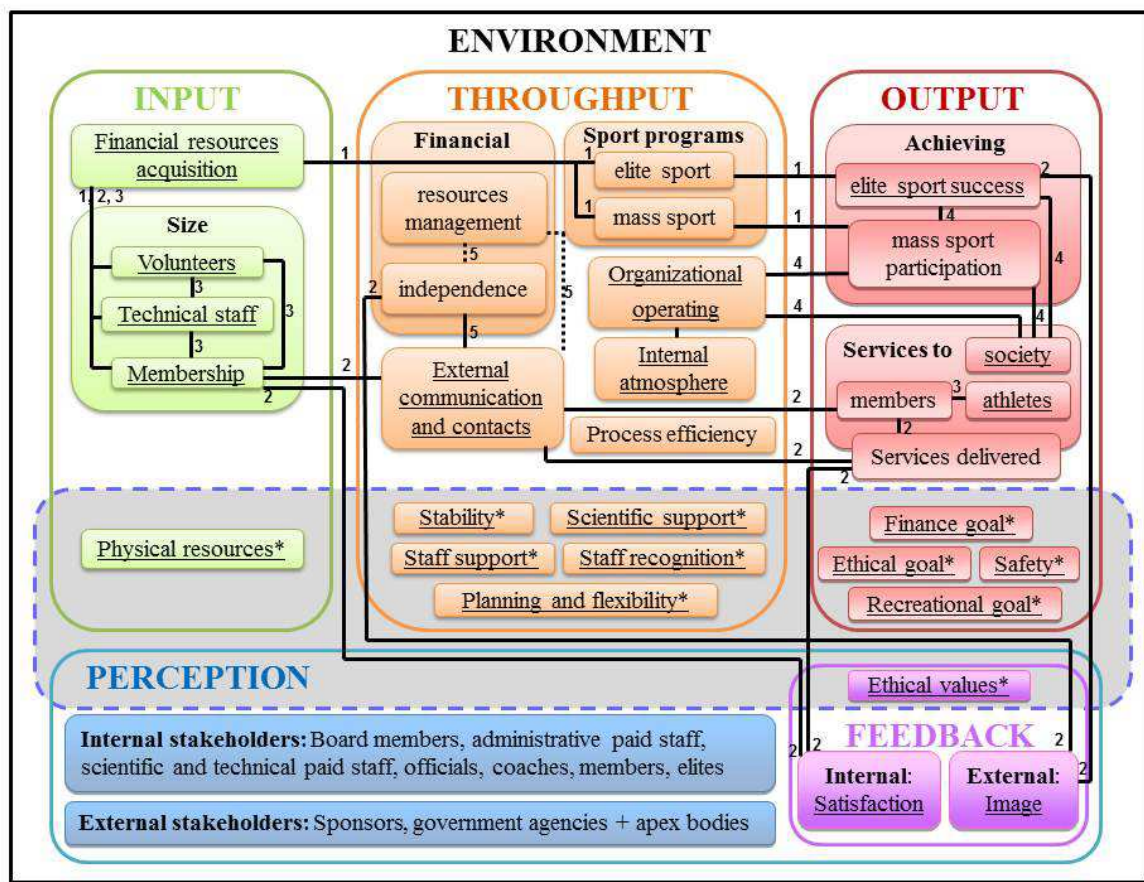 ENVIRONMENT
INPUT
Financial resources
acquisition
1, 2, 3
Size
Volunteers
3
Technical staff
3
3
Membership
2
2
Physical resources*
THROUGHPUT
Financial
resources
management
5
independence
2
5
5
External
communication
and contacts
Sport programs
1
1
elite sport
1
mass sport
Organizational
operating
Internal
atmosphere
Process efficiency
Stability*
Scientific support*
Staff support*
Staff recognition*
Planning and flexibility*
1
1
4
4
2
2
OUTPUT
Achieving
elite sport success
2
4
mass sport
participation
4
4
Services to
society
members
3
athletes
2
Services delivered
2
Finance goal*
Ethical goal*
Safety*
Recreational goal*
PERCEPTION
Internal stakeholders: Board members, administrative paid staff,
scientific and technical paid staff, officials, coaches, members, elites
External stakeholders: Sponsors, government agencies + apex bodies
Ethical values*
FEEDBACK
2
2
2
2
Internal:
Satisfaction
External:
Image